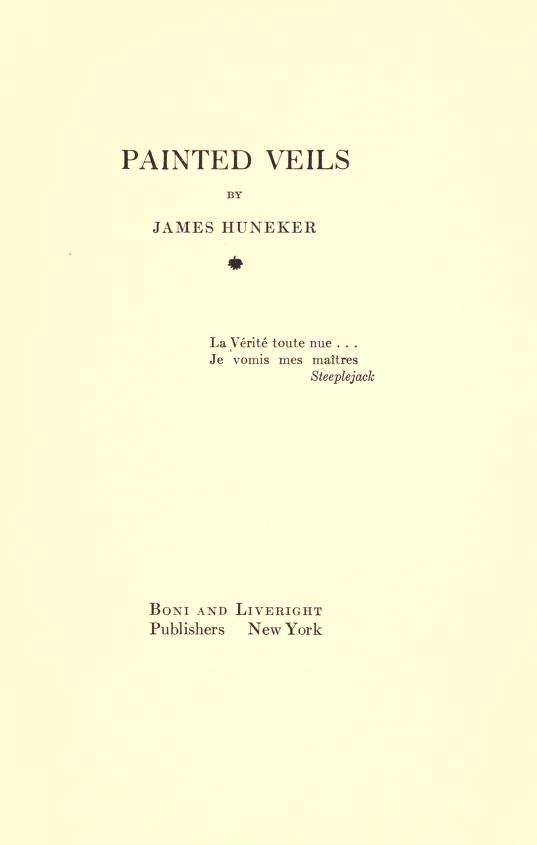 PAINTED VEILS
BY
JAMES HUNEKER
La Vérité toute nue . . .
Je vomis mes maîtres
Steeplejack
BONI AND LIVERIGHT
Publishers New York